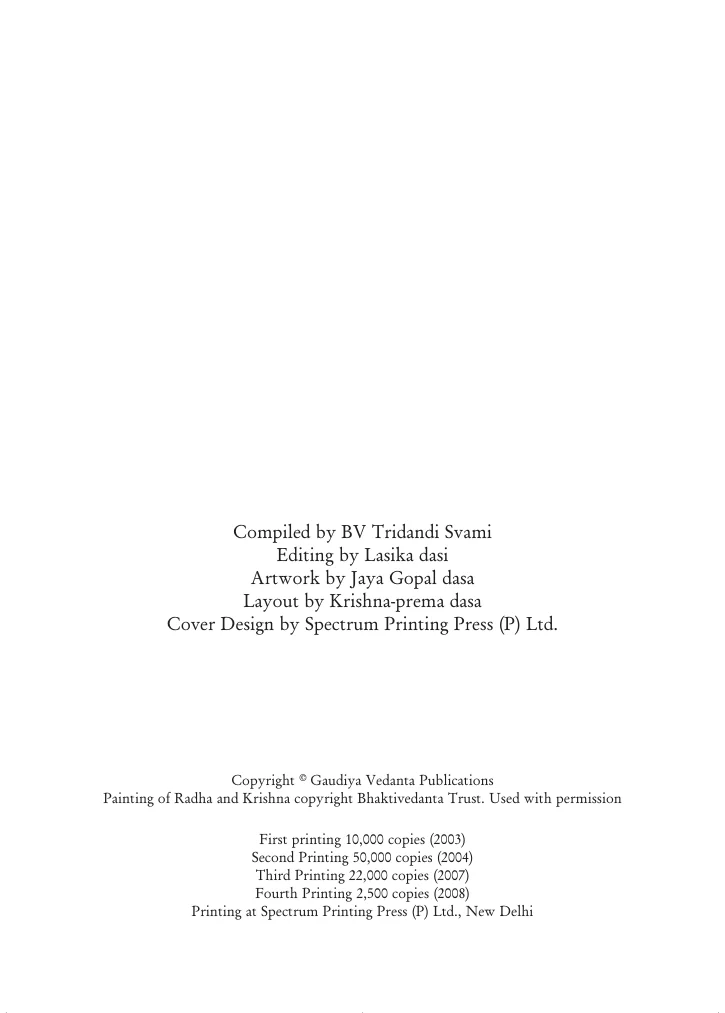 Compiled by BV Tridandi Svami
Editing by Lasika dasi
Artwork by Jaya Gopal dasa
Layout by Krishna-prema dasa
Cover Design by Spectrum Printing Press (P) Ltd.
Copyright © Gaudiya Vedanta Publications
Painting of Radha and Krishna copyright Bhaktivedanta Trust. Used with permission
First printing 10,000 copies (2003)
Second Printing 50,000 copies (2004)
Third Printing 22,000 copies (2007)
Fourth Printing 2,500 copies (2008)
Printing at Spectrum Printing Press (P) Ltd., New Delhi